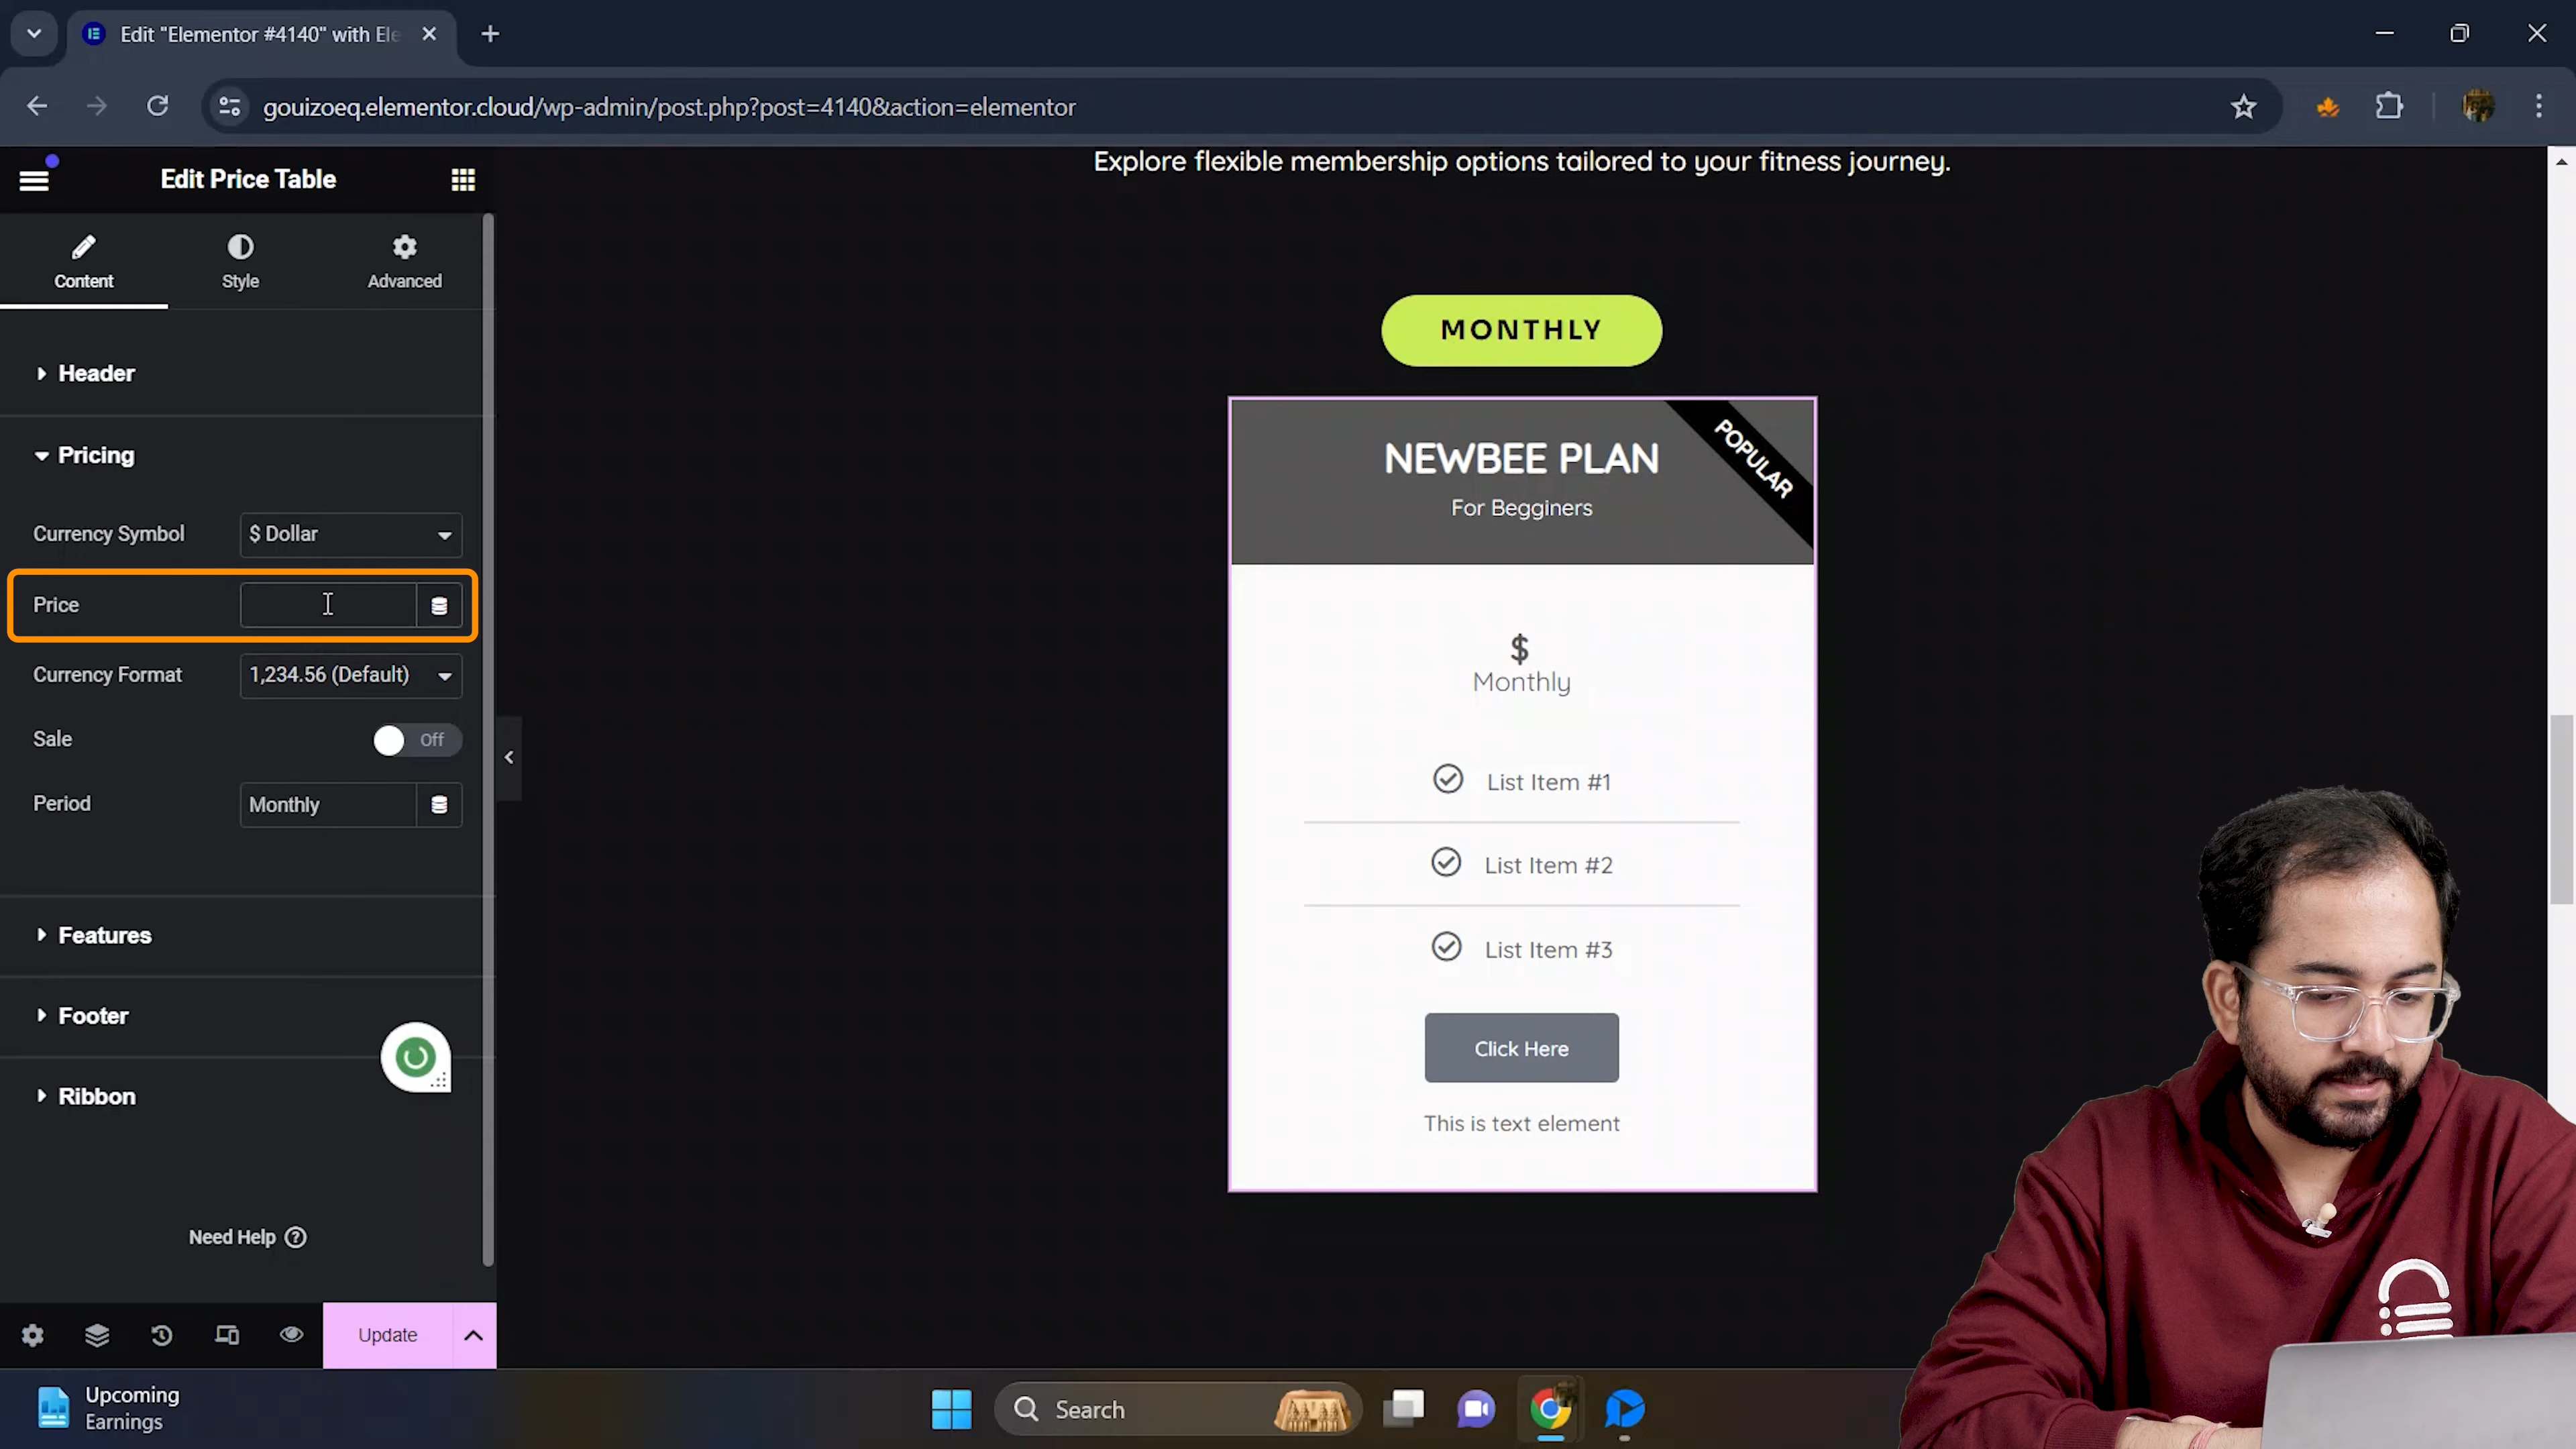 Edit "Elementor #4140" with Ele
gouizoeq.elementor.cloud/wp-admin/post.php?post=4140&action=elementor
Edit Price Table
Content
Style
Advanced
Header
Pricing
Currency Symbol
$ Dollar
Price
Currency Format
1,234.56 (Default)
Sale
Off
Period
Monthly
Features
Footer
Ribbon
Need Help
Update
Explore flexible membership options tailored to your fitness journey.
MONTHLY
NEWBEE PLAN
For Begginers
POPULAR
$
Monthly
List Item #1
List Item #2
List Item #3
Click Here
This is text element
Upcoming
Earnings
Search